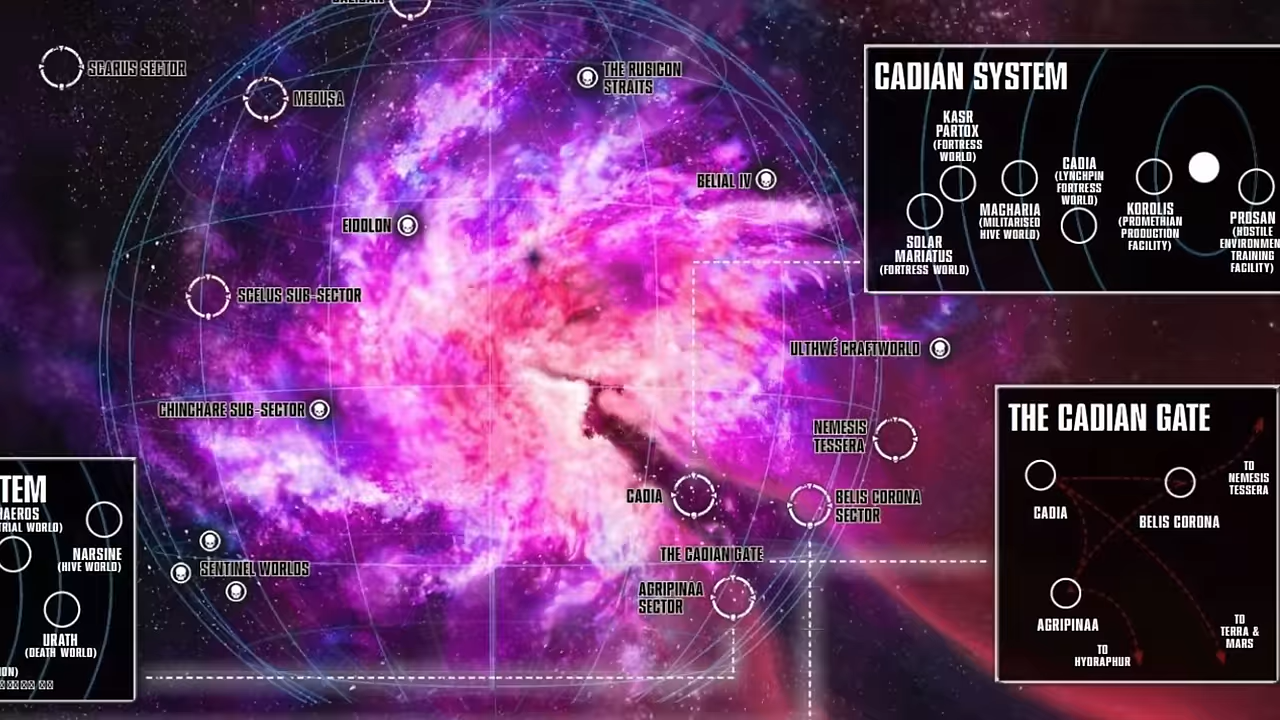 SCARUS SECTOR
MEDUSA
THE RUBICON
STRAITS
BELIAL IV
EIDOLON
SCELUS SUB-SECTOR
ULTHWÉ CRAFTWORLD
CHINCHARE SUB-SECTOR
NEMESIS
TESSERA
CADIA
BELIS CORONA
SECTOR
THE CADIAN GATE
SENTINEL WORLDS
AGRIPINAA
SECTOR
CADIAN SYSTEM
KASR
PARTOX
(FORTRESS
WORLD)
SOLAR
MARIATUS
(FORTRESS WORLD)
MACHARIA
(MILITARISED
HIVE WORLD)
CADIA
(LYNCHPIN
FORTRESS
WORLD)
KOROLIS
(PROMETHIAN
PRODUCTION
FACILITY)
PROSAN
(HOSTILE
ENVIRONMEN
TRAINING
FACILITY)
THE CADIAN GATE
CADIA
BELIS CORONA
TO
NEMESIS
TESSERA
AGRIPINAA
TO
HYDRAPHUR
TO
TERRA &
MARS
TEM
NARSINE
(HIVE WORLD)
URATH
(DEATH WORLD)